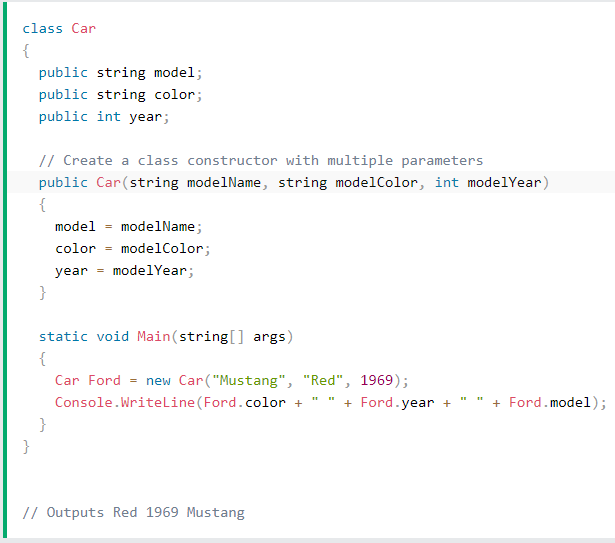 class Car
{
  public string model;
  public string color;
  public int year;

  // Create a class constructor with multiple parameters
  public Car(string modelName, string modelColor, int modelYear)
  {
    model = modelName;
    color = modelColor;
    year = modelYear;
  }

  static void Main(string[] args)
  {
    Car Ford = new Car("Mustang", "Red", 1969);
    Console.WriteLine(Ford.color + " " + Ford.year + " " + Ford.model);
  }
}


// Outputs Red 1969 Mustang